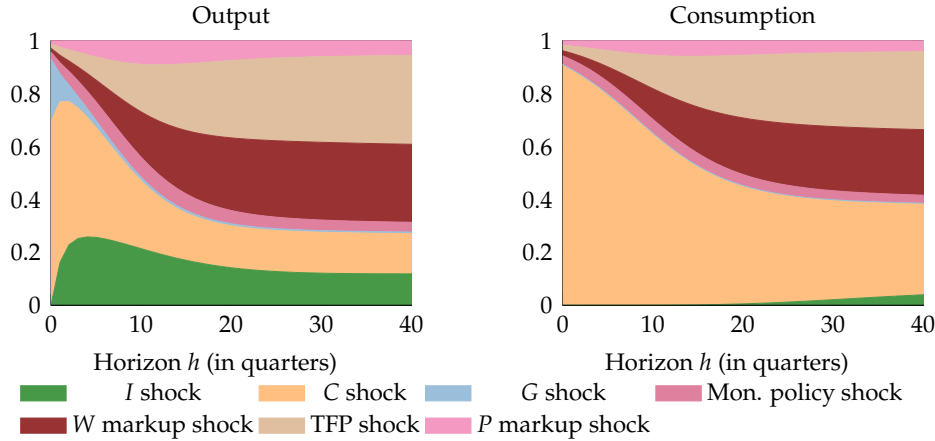 Output Consumption
1 1
0.8 0.8
0.6 0.6
0.4 0.4
0.2 0.2
0 0
0 10 20 30 40 0 10 20 30 40
Horizon h (in quarters) Horizon h (in quarters)
I shock C shock G shock Mon. policy shock
W markup shock TFP shock P markup shock